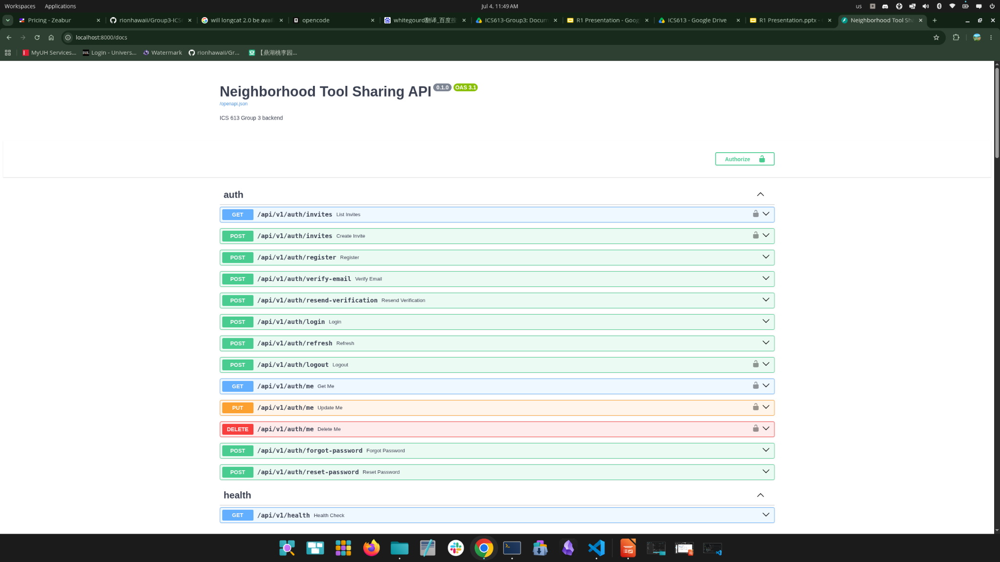 Workspaces Applications Jul 4, 11:49 AM us
Pricing - Zeabur rionhawaii/Group3-ICS will longcat 2.0 be avai opencode whitegourd翻译_百度搜 ICS613-Group3: Docum R1 Presentation - Goog ICS613 - Google Drive R1 Presentation.pptx - Neighborhood Tool Sha
localhost:8000/docs
MyUH Services... Login - Univers... Watermark rionhawaii/Gr... 【鼎湖桃李园...
Neighborhood Tool Sharing API 0.1.0 OAS 3.1
/openapi.json
ICS 613 Group 3 backend
Authorize
auth
GET /api/v1/auth/invites List Invites
POST /api/v1/auth/invites Create Invite
POST /api/v1/auth/register Register
POST /api/v1/auth/verify-email Verify Email
POST /api/v1/auth/resend-verification Resend Verification
POST /api/v1/auth/login Login
POST /api/v1/auth/refresh Refresh
POST /api/v1/auth/logout Logout
GET /api/v1/auth/me Get Me
PUT /api/v1/auth/me Update Me
DELETE /api/v1/auth/me Delete Me
POST /api/v1/auth/forgot-password Forgot Password
POST /api/v1/auth/reset-password Reset Password
health
GET /api/v1/health Health Check